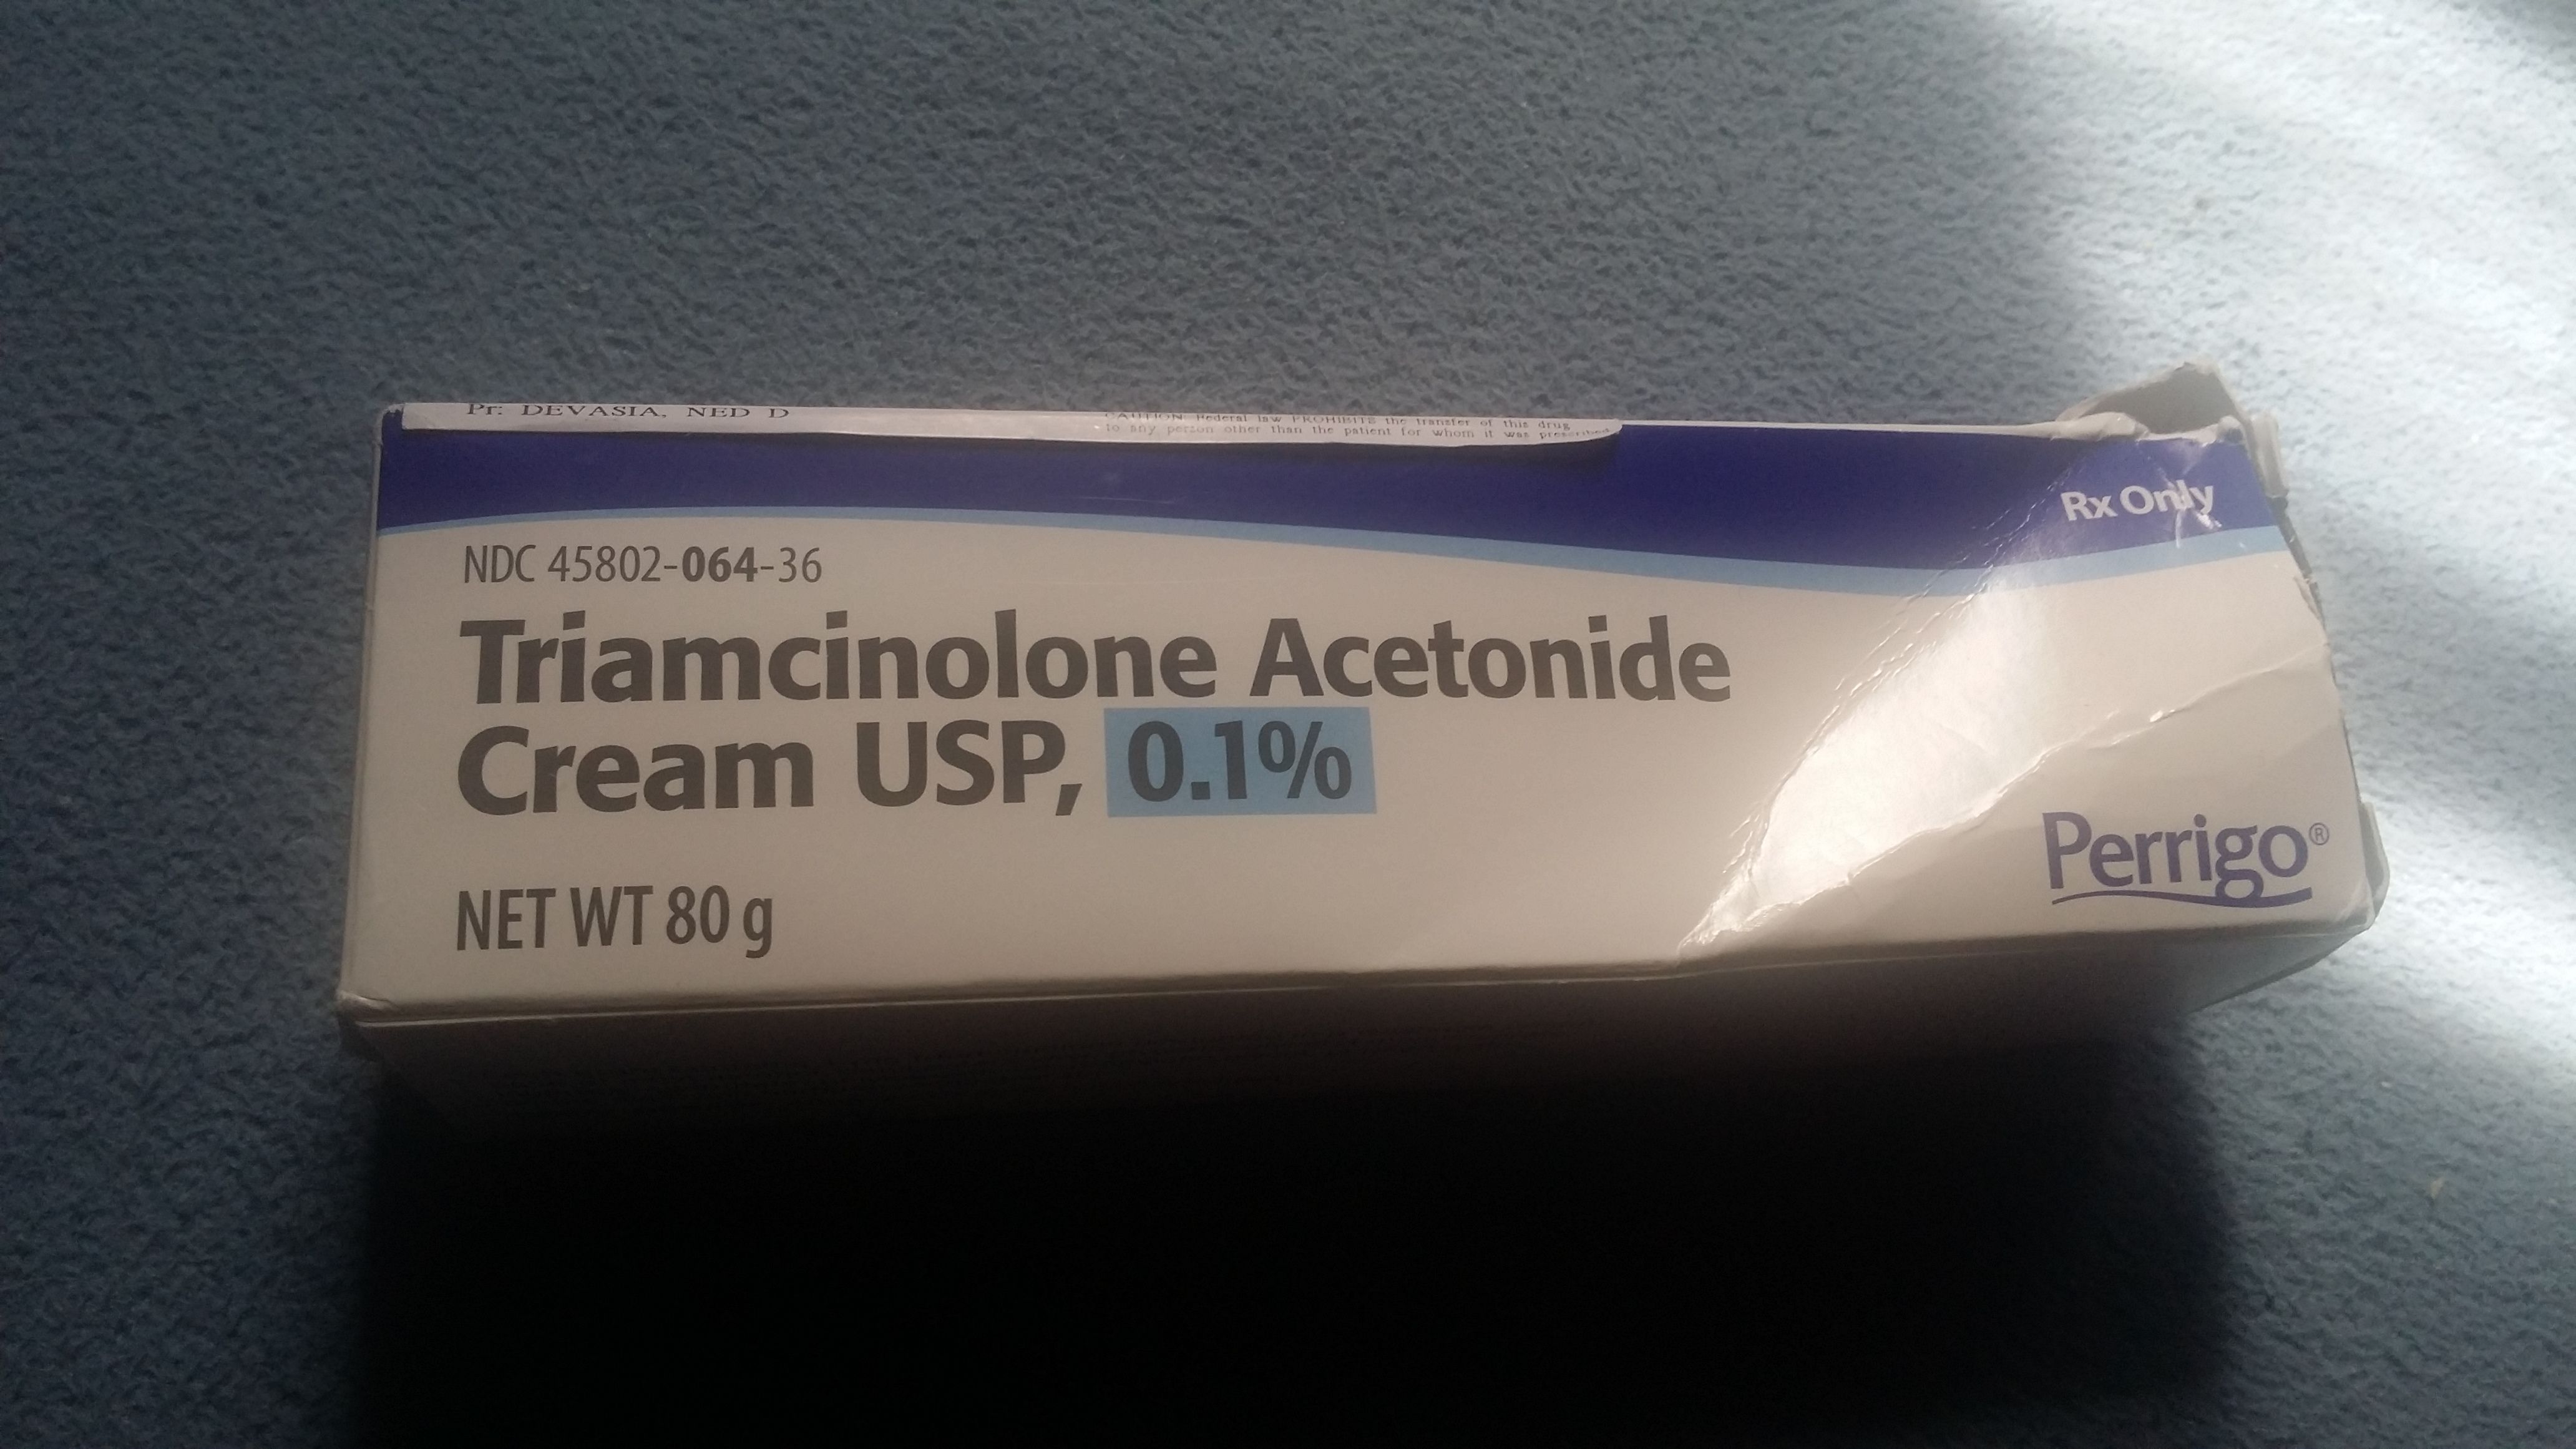 Pr: DEVASIA, NED D
CAUTION: Federal law PROHIBITS the transfer of this drug
to any person other than the patient for whom it was prescribed
Rx Only
NDC 45802-064-36
Triamcinolone Acetonide
Cream USP, 0.1%
NET WT 80 g
Perrigo®